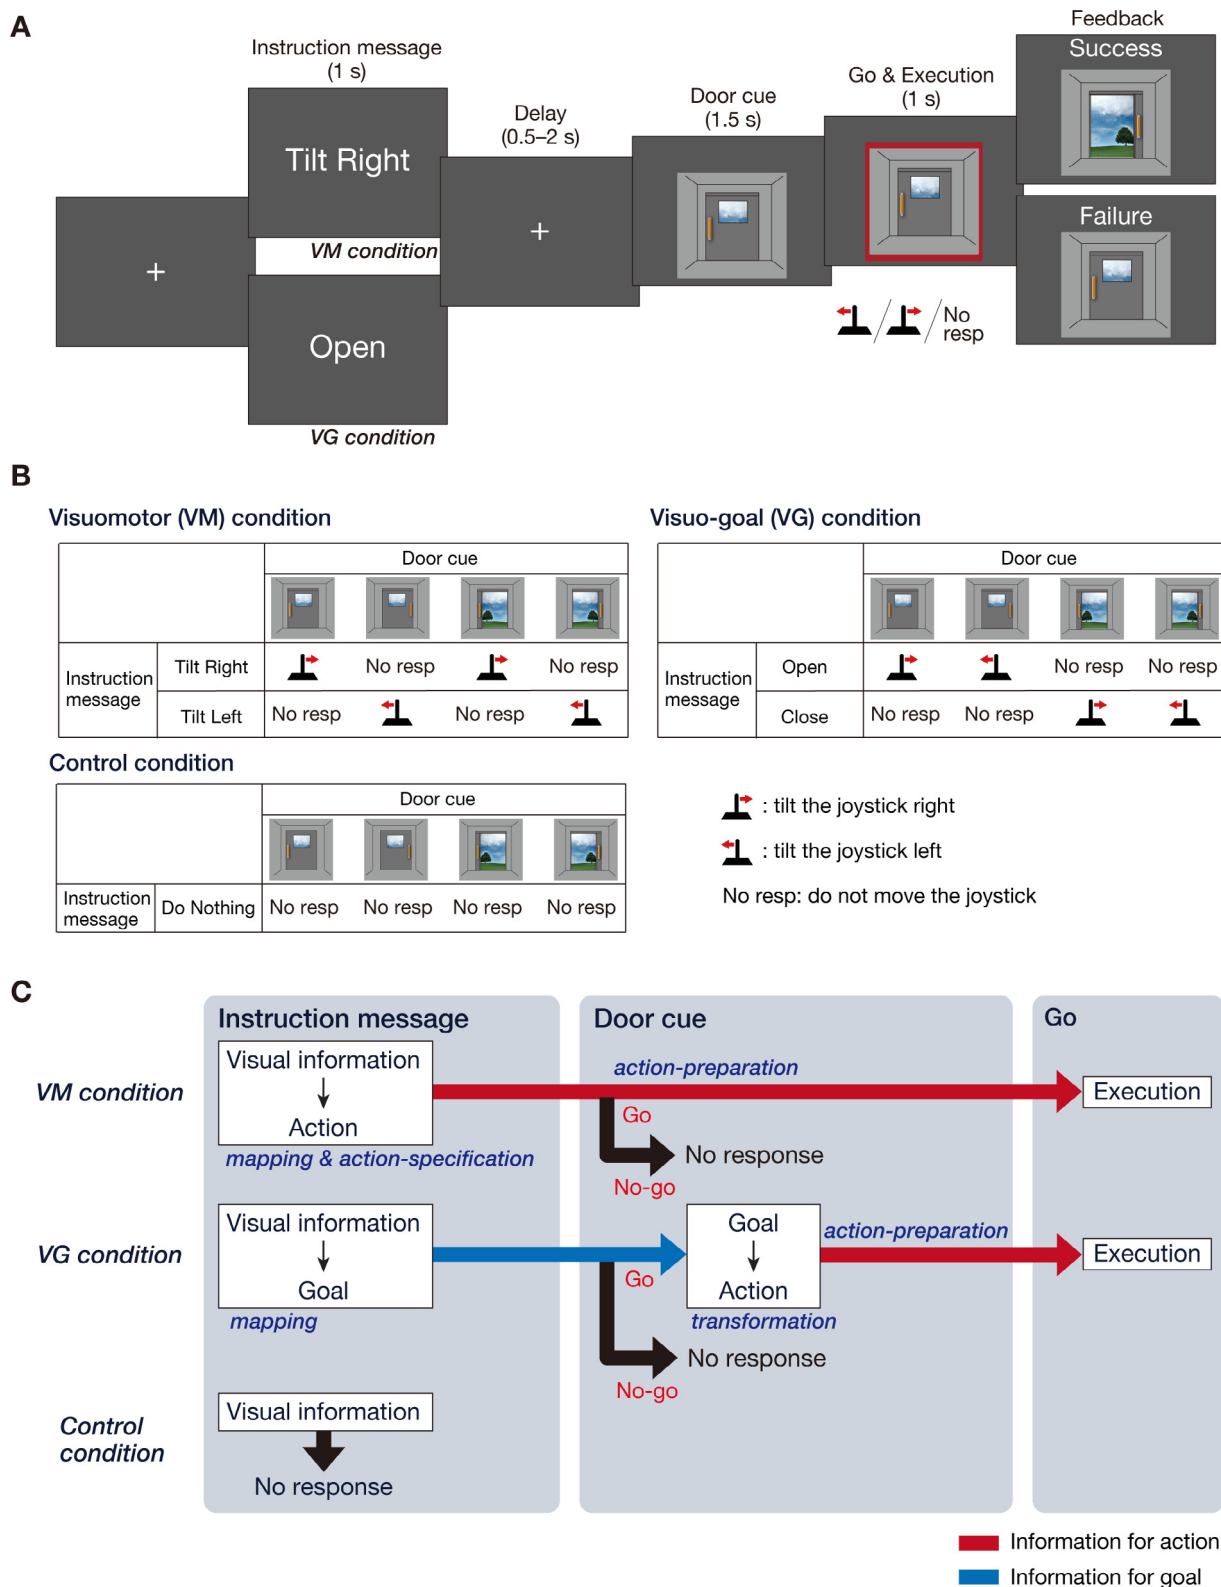 A
Instruction message
(1 s)
Tilt Right
VM condition
Open
VG condition
+
Delay
(0.5–2 s)
+
Door cue
(1.5 s)
Go & Execution
(1 s)
No
resp
Feedback
Success
Failure
B
Visuomotor (VM) condition
Door cue
Instruction
message
Tilt Right
No resp
No resp
Tilt Left
No resp
No resp
Visuo-goal (VG) condition
Door cue
Instruction
message
Open
No resp
No resp
Close
No resp
No resp
Control condition
Door cue
Instruction
message
Do Nothing
No resp
No resp
No resp
No resp
: tilt the joystick right
: tilt the joystick left
No resp: do not move the joystick
C
Instruction message
Door cue
Go
VM condition
Visual information
Action
mapping & action-specification
action-preparation
Go
No response
No-go
Execution
VG condition
Visual information
Goal
mapping
Go
Goal
Action
transformation
action-preparation
No response
No-go
Execution
Control
condition
Visual information
No response
Information for action
Information for goal